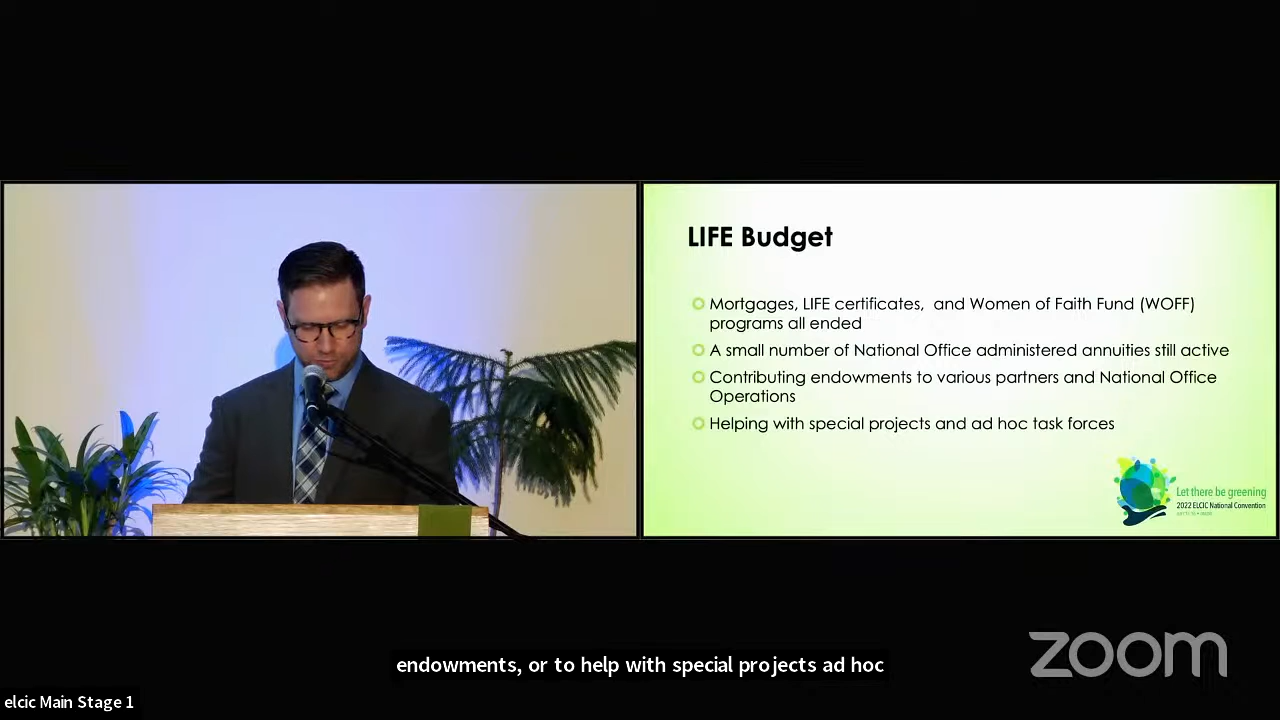 LIFE Budget
Mortgages, LIFE certificates, and Women of Faith Fund (WOFF)
programs all ended
A small number of National Office administered annuities still active
Contributing endowments to various partners and National Office
Operations
Helping with special projects and ad hoc task forces
Let there be greening
2022 ELCIC National Convention
endowments, or to help with special projects ad hoc
zoom
elcic Main Stage 1